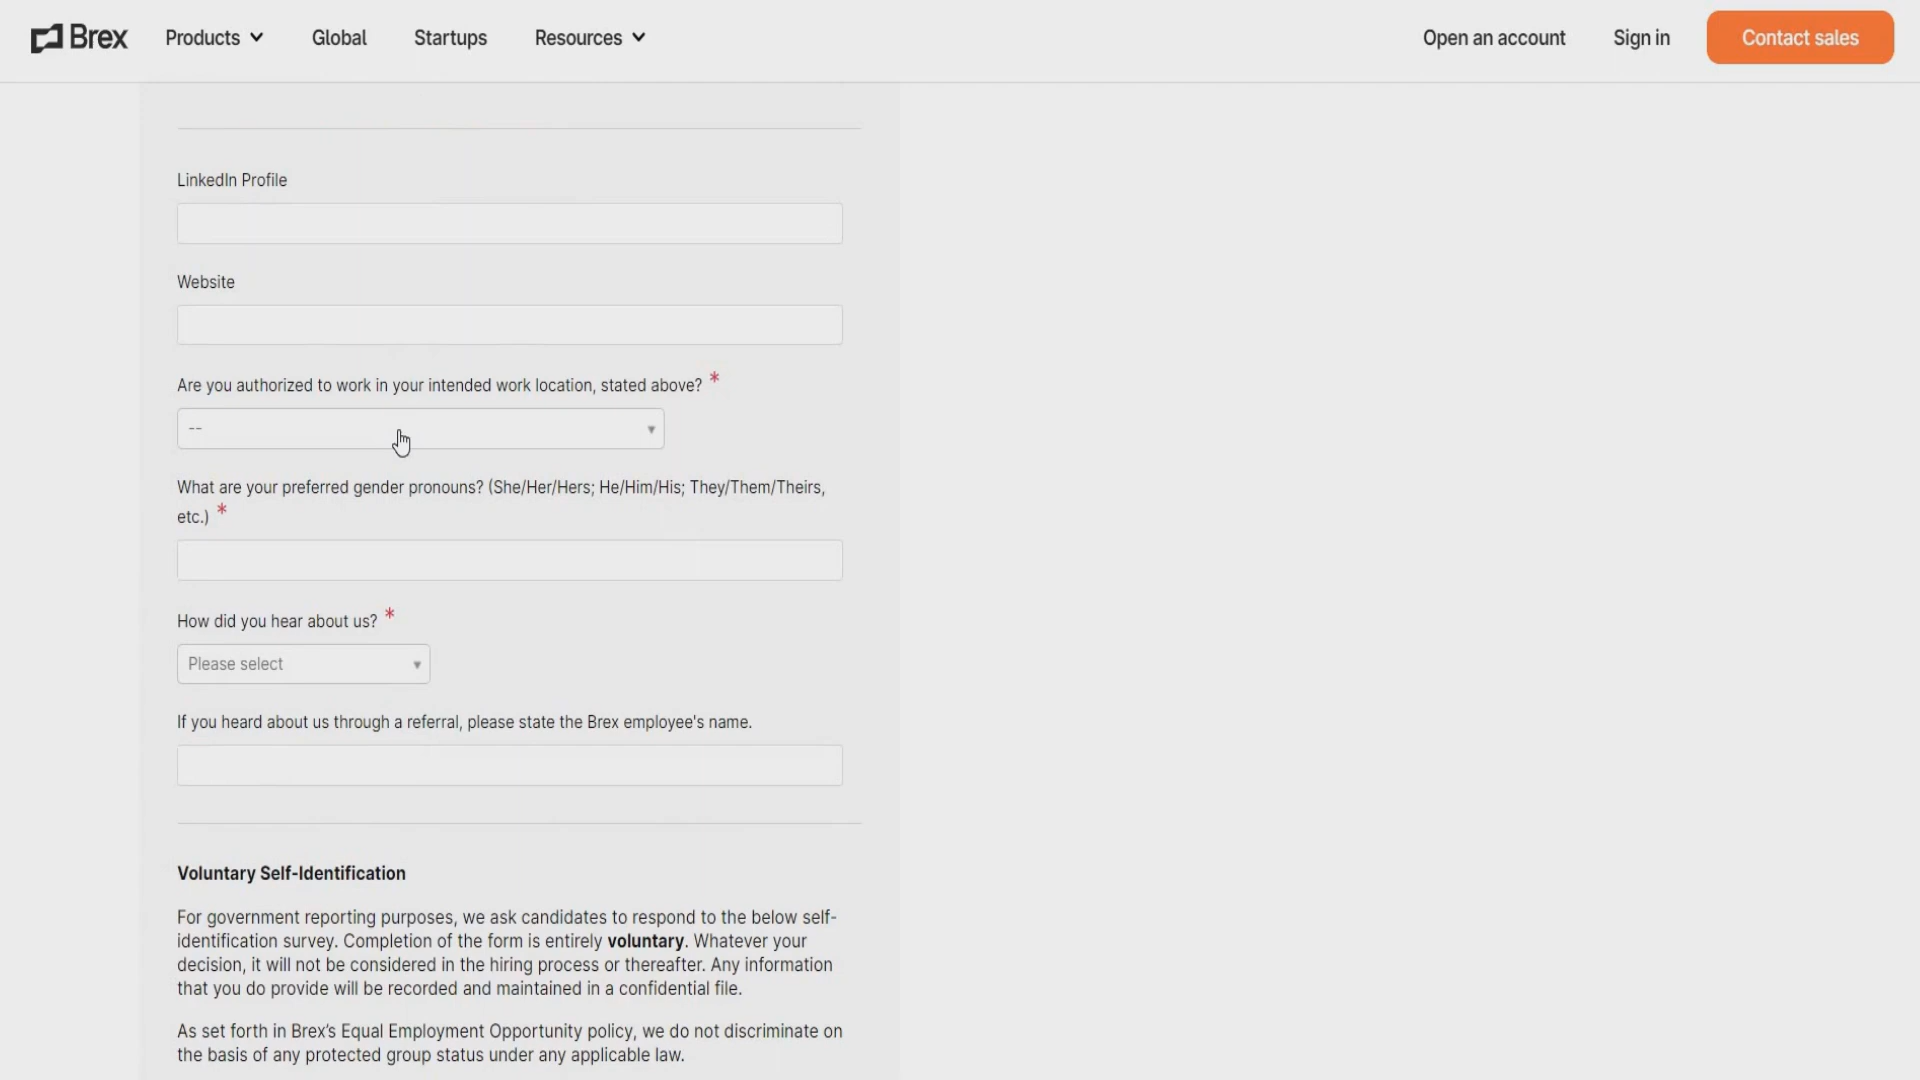 Brex Products Global Startups Resources Open an account Sign in Contact sales
LinkedIn Profile
Website
Are you authorized to work in your intended work location, stated above? *
--
What are your preferred gender pronouns? (She/Her/Hers; He/Him/His; They/Them/Theirs,
etc.) *
How did you hear about us? *
Please select
If you heard about us through a referral, please state the Brex employee's name.
Voluntary Self-Identification
For government reporting purposes, we ask candidates to respond to the below self-
identification survey. Completion of the form is entirely voluntary. Whatever your
decision, it will not be considered in the hiring process or thereafter. Any information
that you do provide will be recorded and maintained in a confidential file.
As set forth in Brex’s Equal Employment Opportunity policy, we do not discriminate on
the basis of any protected group status under any applicable law.